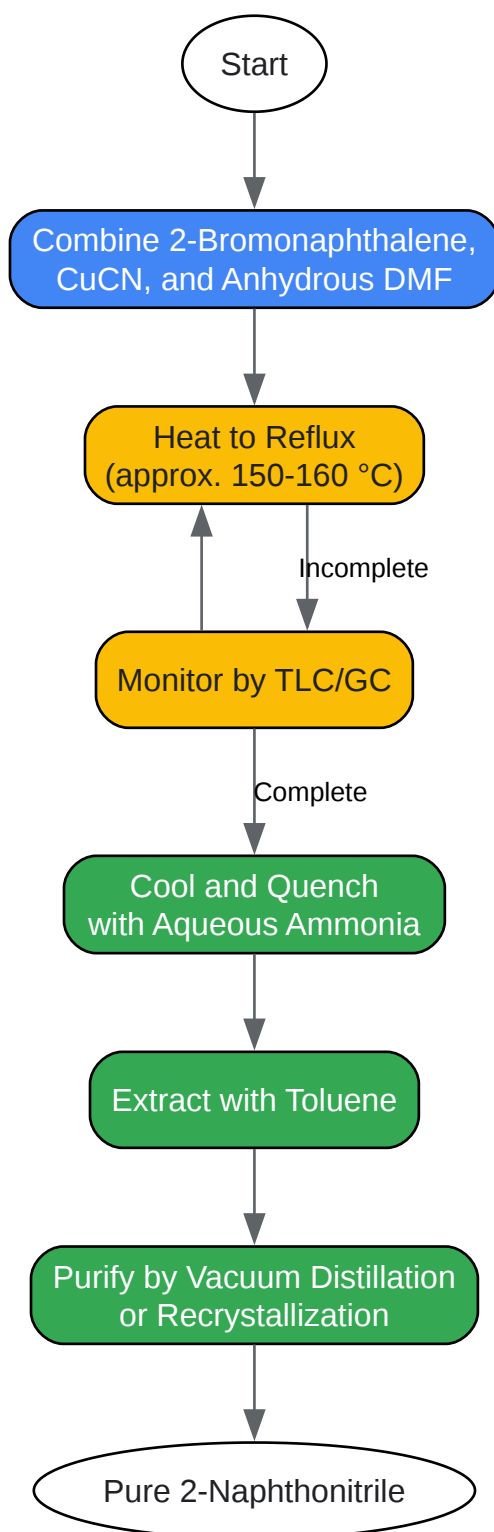 Start
Combine 2-Bromonaphthalene,
CuCN, and Anhydrous DMF
Heat to Reflux
(approx. 150-160 °C)
Incomplete
Monitor by TLC/GC
Complete
Cool and Quench
with Aqueous Ammonia
Extract with Toluene
Purify by Vacuum Distillation
or Recrystallization
Pure 2-Naphthonitrile